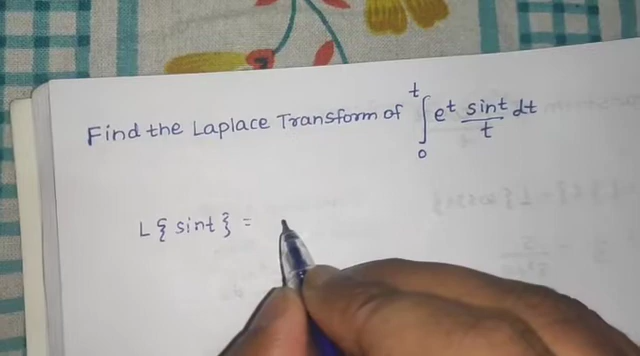 Find the Laplace Transform of ∫₀ᵗ eᵗ sint/t dt
L{sint} =